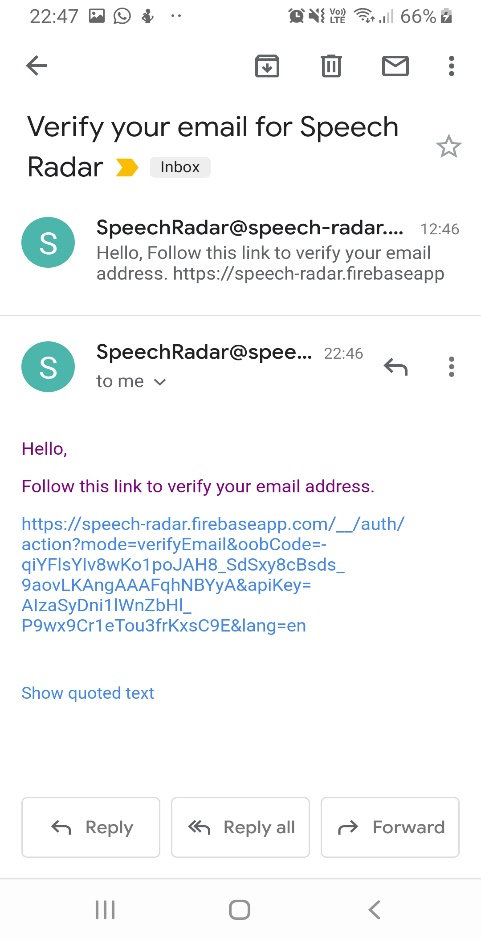 22:47
Vo))
LTE
66%
Verify your email for Speech
Radar
Inbox
S
SpeechRadar@speech-radar....
12:46
Hello, Follow this link to verify your email
address. https://speech-radar.firebaseapp
S
SpeechRadar@spee...
22:46
to me
Hello,
Follow this link to verify your email address.
https://speech-radar.firebaseapp.com/__/auth/
action?mode=verifyEmail&oobCode=-
qiYFlsYlv8wKo1poJAH8_SdSxy8cBsds_
9aovLKAngAAAFqhNBYyA&apiKey=
AIzaSyDni1lWnZbHl_
P9wx9Cr1eTou3frKxsC9E&lang=en
Show quoted text
Reply
Reply all
Forward